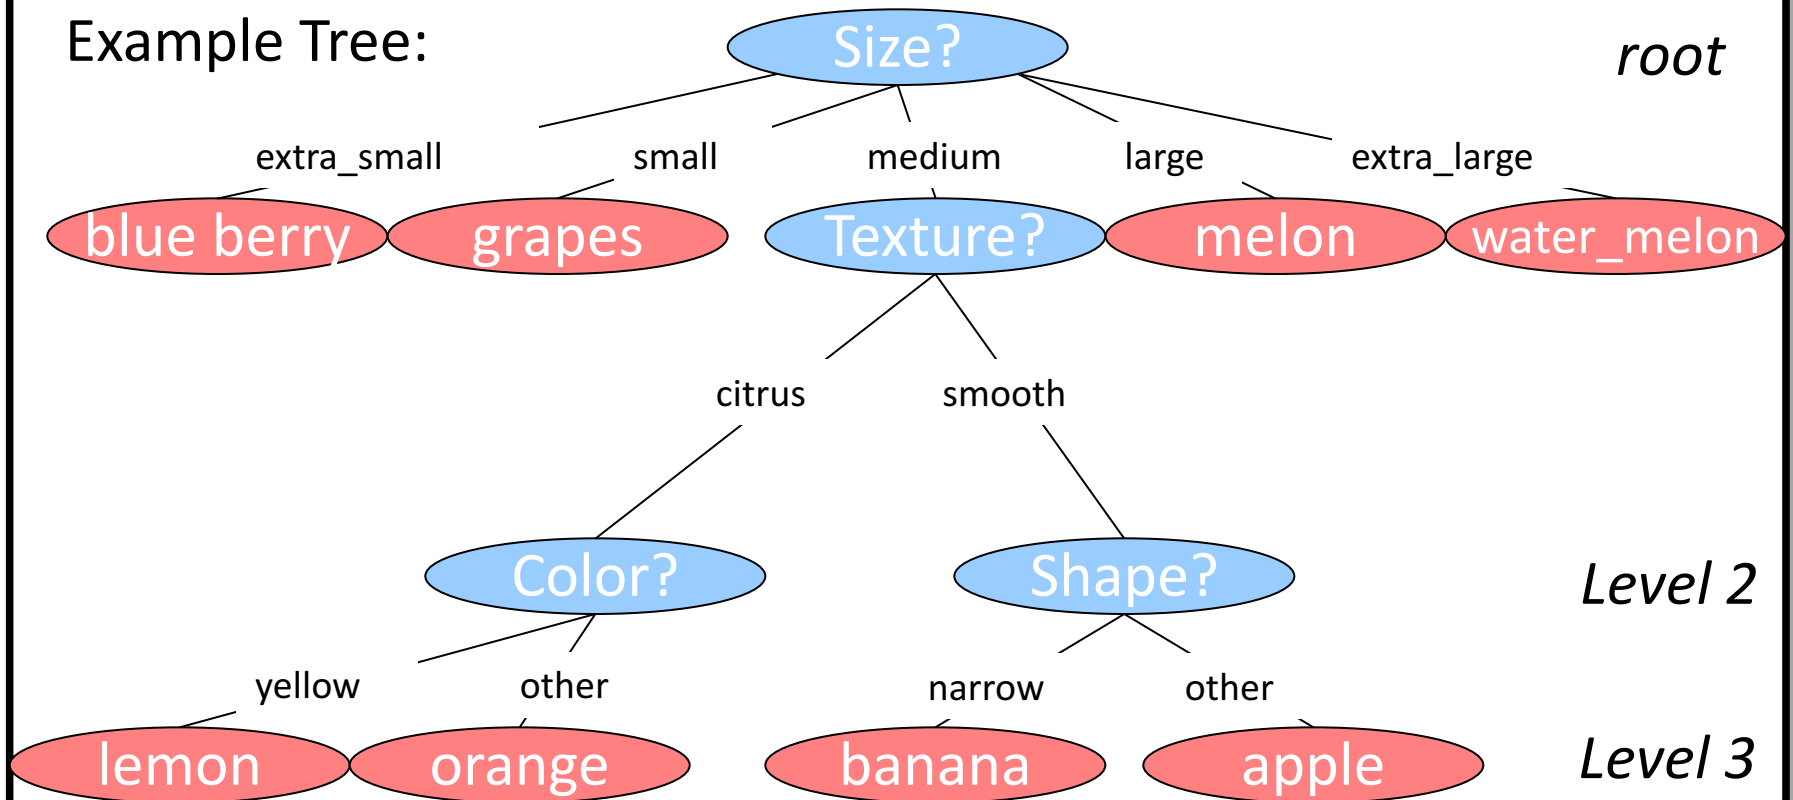 Example Tree:
Size?
root
extra_small
small
medium
large
extra_large
blue berry
grapes
Texture?
melon
water_melon
citrus
smooth
Color?
Shape?
Level 2
yellow
other
narrow
other
lemon
orange
banana
apple
Level 3